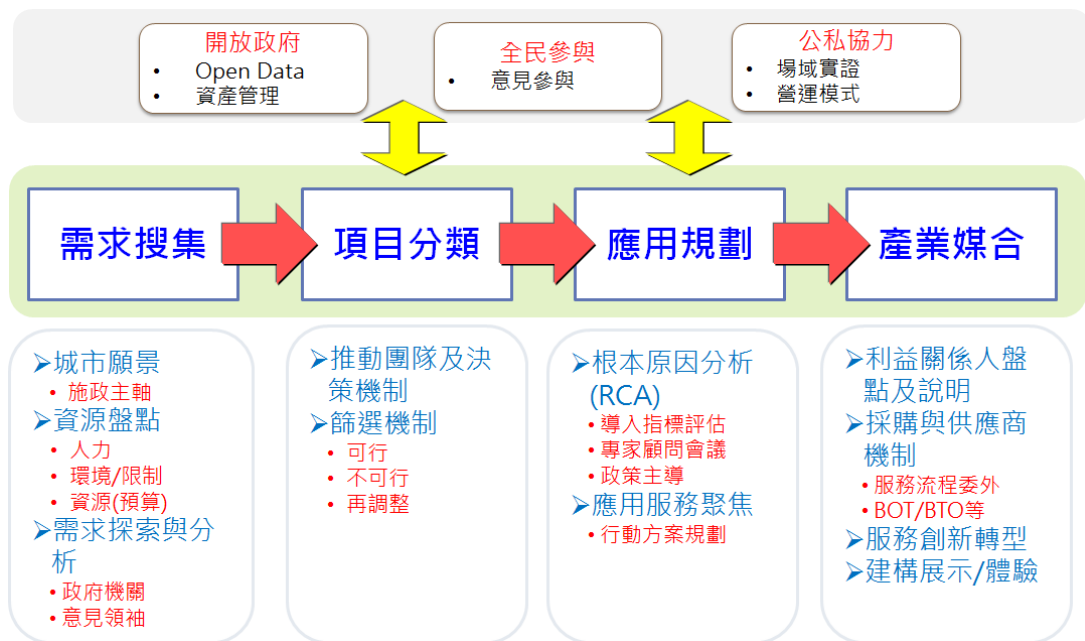 開放政府
• Open Data
• 資產管理
全民參與
• 意見參與
公私協力
• 場域實證
• 營運模式
需求搜集
項目分類
應用規劃
產業媒合
➢城市願景
• 施政主軸
➢資源盤點
• 人力
• 環境/限制
• 資源(預算)
➢需求探索與分
析
• 政府機關
• 意見領袖
➢推動團隊及決
策機制
➢篩選機制
• 可行
• 不可行
• 再調整
➢根本原因分析
(RCA)
• 導入指標評估
• 專家顧問會議
• 政策主導
➢應用服務聚焦
• 行動方案規劃
➢利益關係人盤
點及說明
➢採購與供應商
機制
• 服務流程委外
• BOT/BTO等
➢服務創新轉型
➢建構展示/體驗